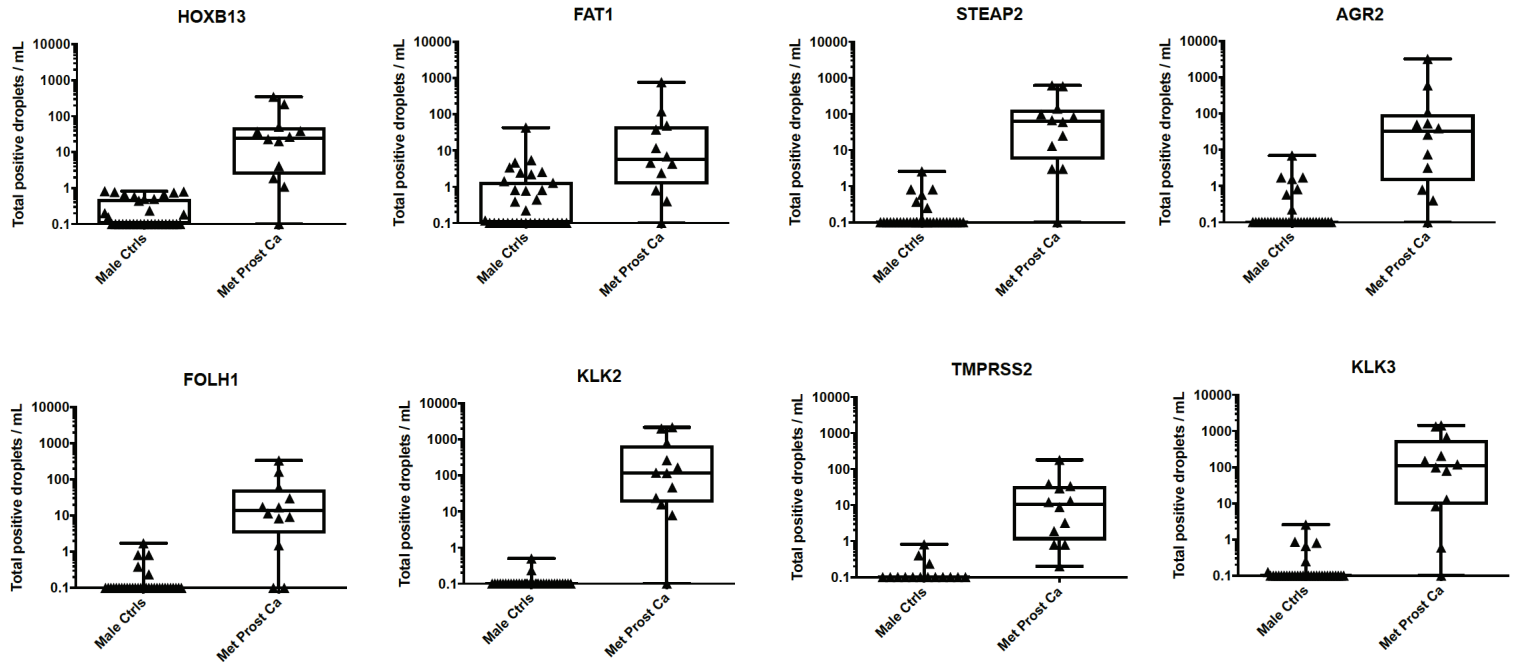 HOXB13
Total positive droplets / mL
10000
1000
100
10
1
0.1
Male Ctrls
Met Prost Ca
FAT1
Total positive droplets / mL
10000
1000
100
10
1
0.1
Male Ctrls
Met Prost Ca
STEAP2
Total positive droplets / mL
10000
1000
100
10
1
0.1
Male Ctrls
Met Prost Ca
AGR2
Total positive droplets / mL
10000
1000
100
10
1
0.1
Male Ctrls
Met Prost Ca
FOLH1
Total positive droplets / mL
10000
1000
100
10
1
0.1
Male Ctrls
Met Prost Ca
KLK2
Total positive droplets / mL
10000
1000
100
10
1
0.1
Male Ctrls
Met Prost Ca
TMPRSS2
Total positive droplets / mL
10000
1000
100
10
1
0.1
Male Ctrls
Met Prost Ca
KLK3
Total positive droplets / mL
10000
1000
100
10
1
0.1
Male Ctrls
Met Prost Ca